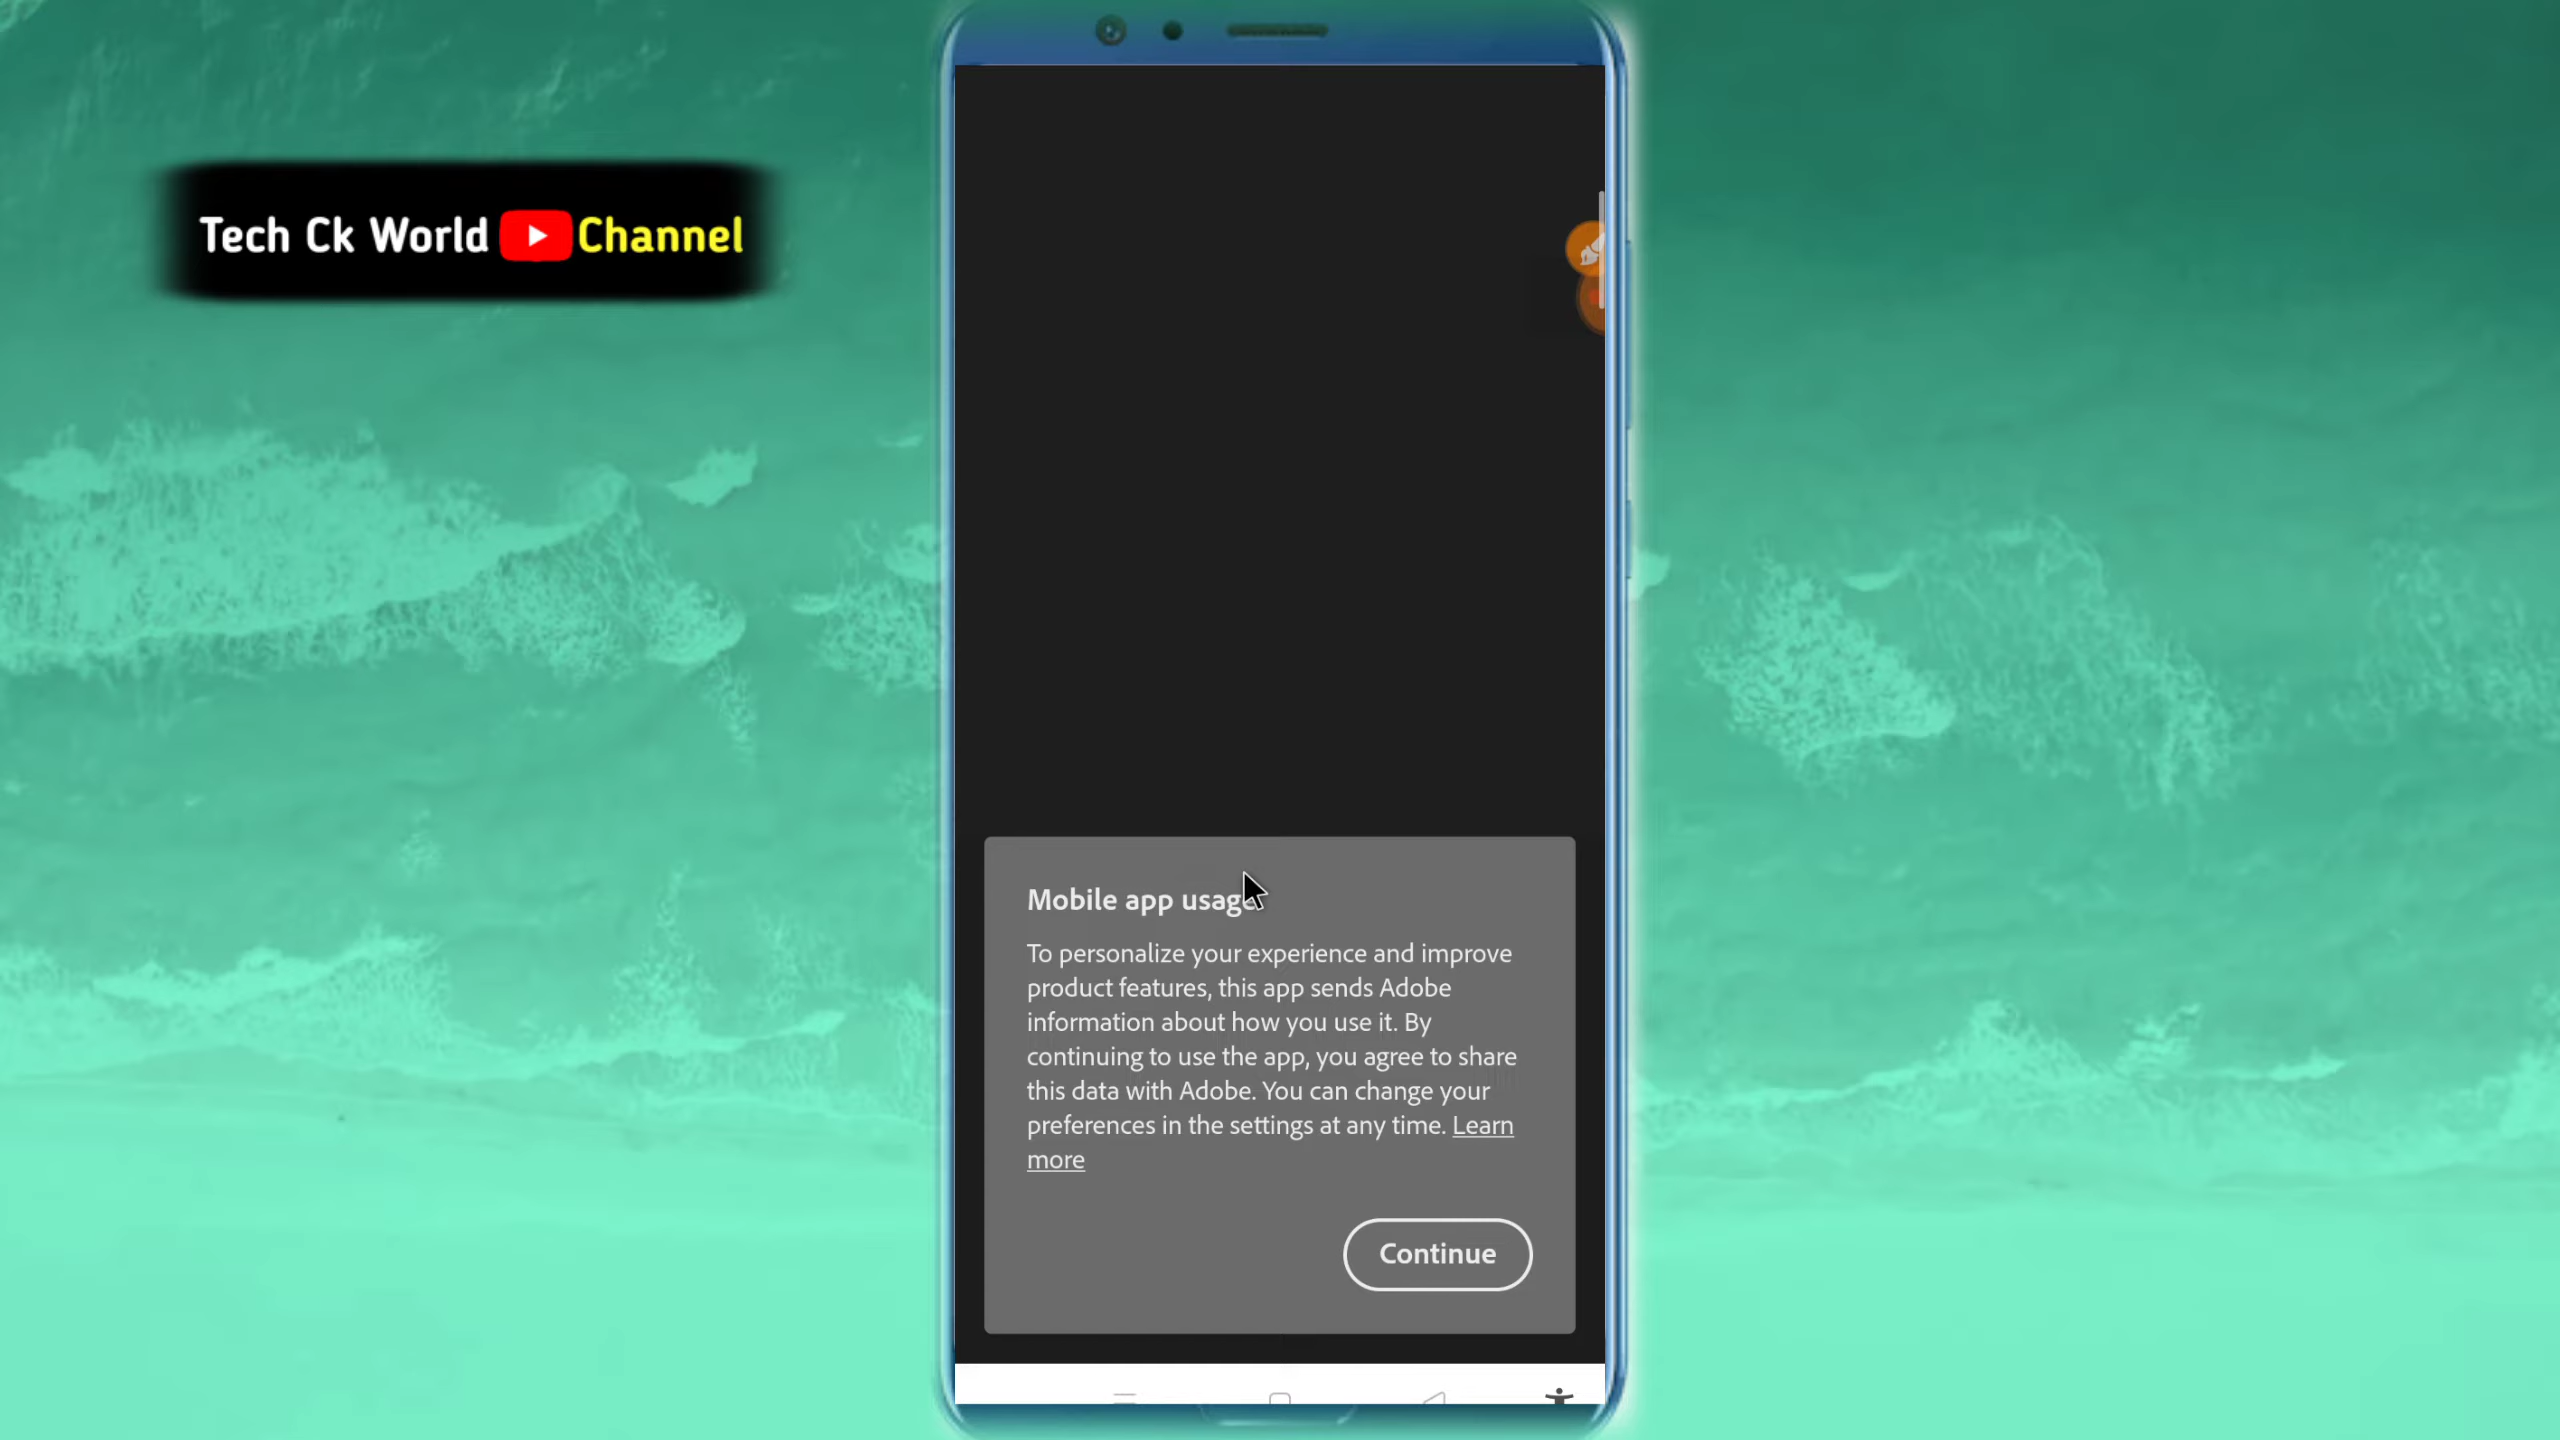 Tech Ck World Channel
Mobile app usage
To personalize your experience and improve
product features, this app sends Adobe
information about how you use it. By
continuing to use the app, you agree to share
this data with Adobe. You can change your
preferences in the settings at any time. Learn
more
Continue